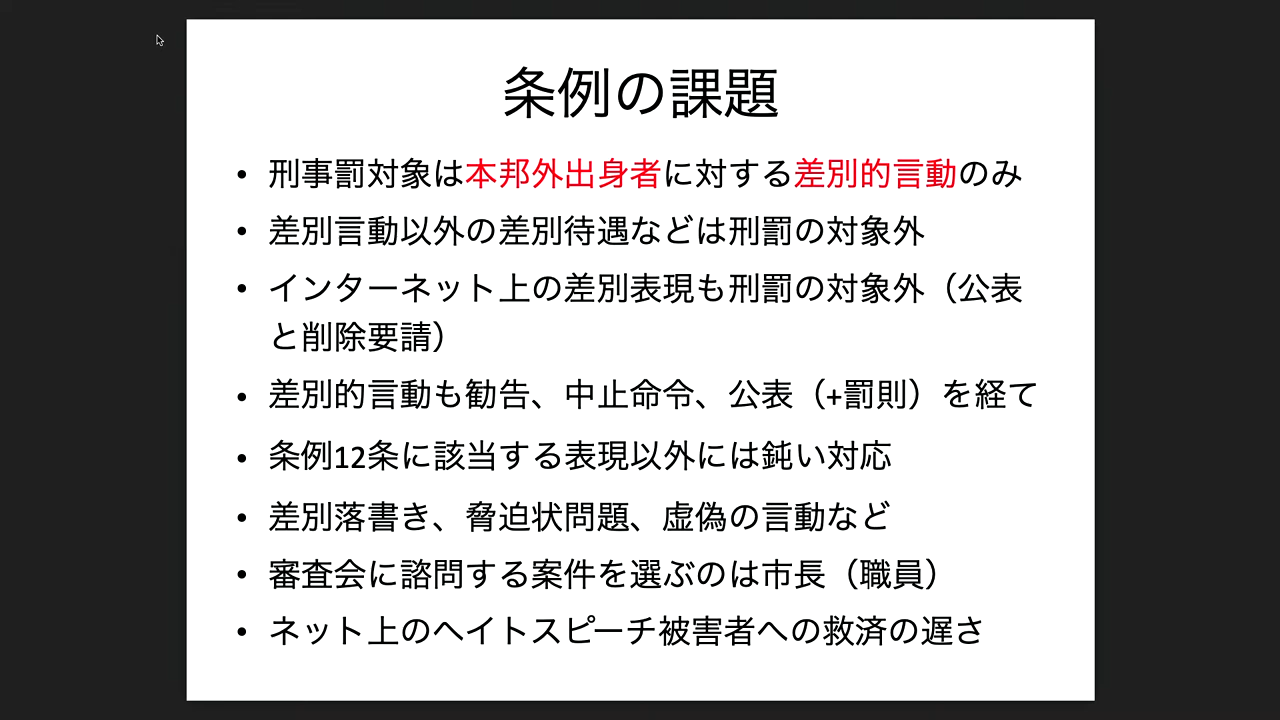 条例の課題
• 刑事罰対象は本邦外出身者に対する差別的言動のみ
• 差別言動以外の差別待遇などは刑罰の対象外
• インターネット上の差別表現も刑罰の対象外（公表
と削除要請）
• 差別的言動も勧告、中止命令、公表（+罰則）を経て
• 条例12条に該当する表現以外には鈍い対応
• 差別落書き、脅迫状問題、虚偽の言動など
• 審査会に諮問する案件を選ぶのは市長（職員）
• ネット上のヘイトスピーチ被害者への救済の遅さ